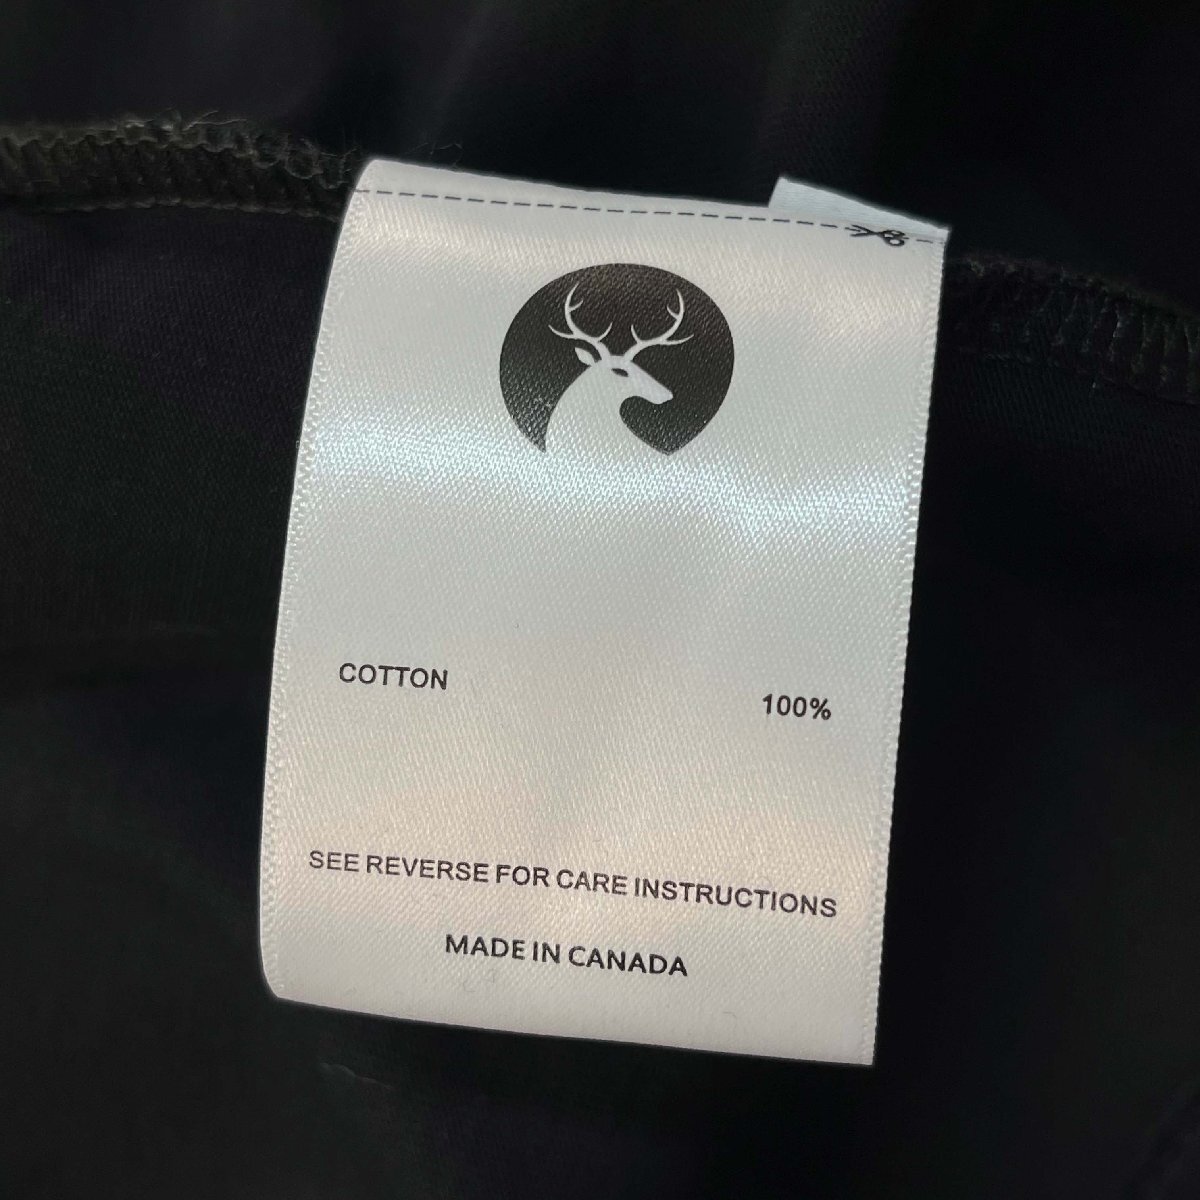 COTTON 100%
SEE REVERSE FOR CARE INSTRUCTIONS
MADE IN CANADA